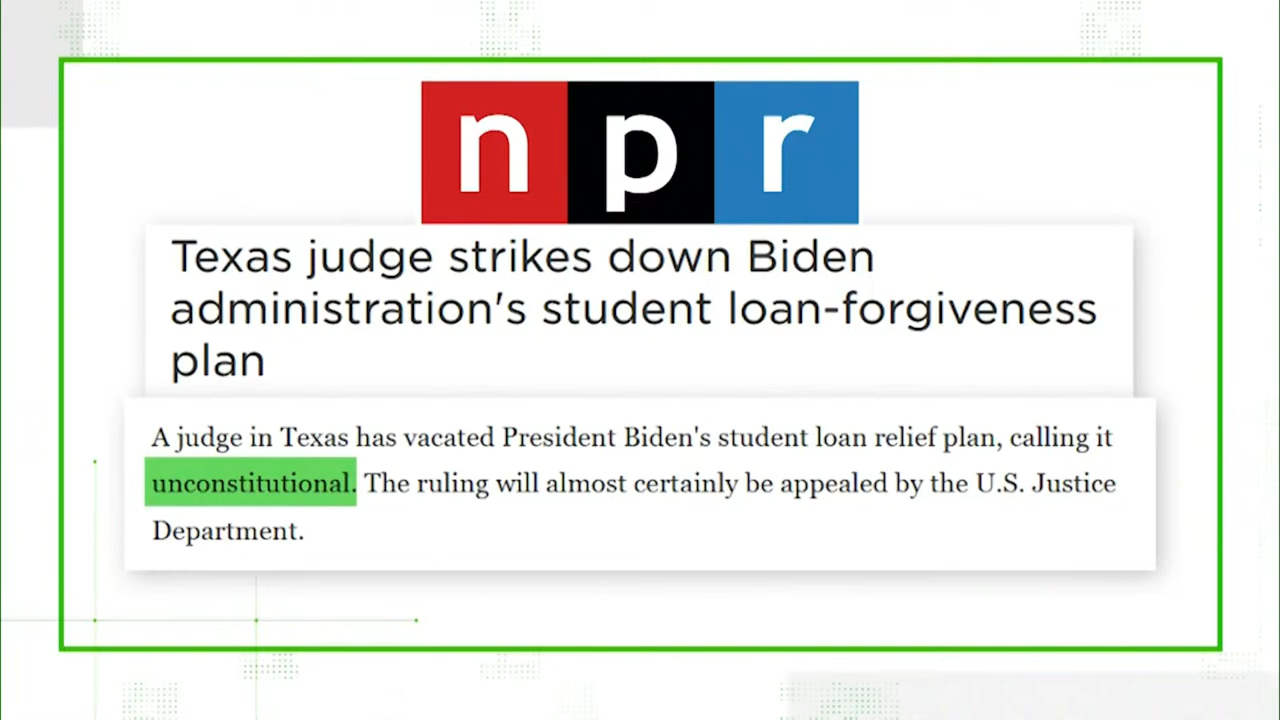 npr
Texas judge strikes down Biden
administration's student loan-forgiveness
plan
A judge in Texas has vacated President Biden's student loan relief plan, calling it
unconstitutional. The ruling will almost certainly be appealed by the U.S. Justice
Department.